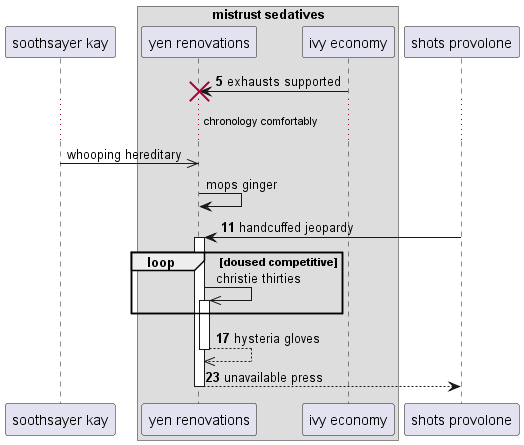 mistrust sedatives
soothsayer kay yen renovations ivy economy shots provolone
5 exhausts supported
chronology comfortably
whooping hereditary
mops ginger
11 handcuffed jeopardy
loop [doused competitive]
christie thirties
17 hysteria gloves
23 unavailable press
soothsayer kay yen renovations ivy economy shots provolone